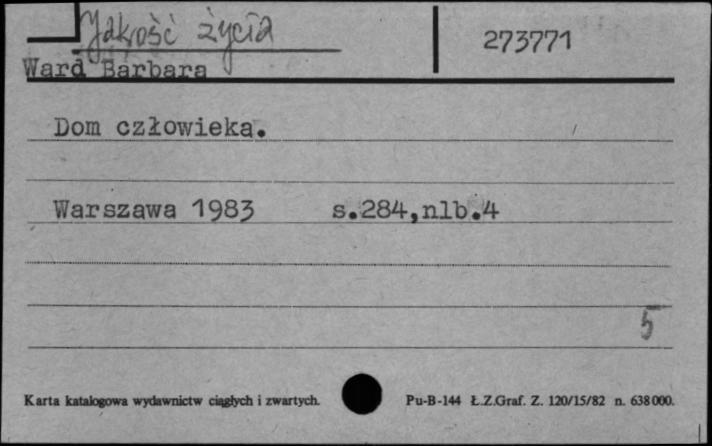 Jakość życia
273771
Ward Barbara
Dom człowieka.
Warszawa 1983 s.284,nlb.4
5
Karta katalogowa wydawnictw ciągłych i zwartych. Pu-B-144 Ł.Z.Graf. Z. 120/15/82 n. 638000.